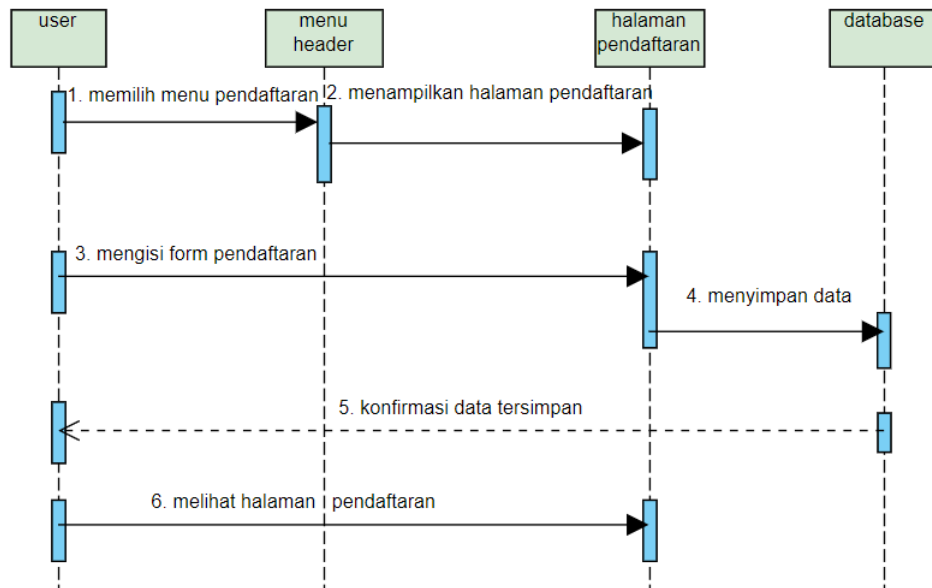 user
menu
header
halaman
pendaftaran
database
1. memilih menu pendaftaran
2. menampilkan halaman pendaftaran
3. mengisi form pendaftaran
4. menyimpan data
5. konfirmasi data tersimpan
6. melihat halaman pendaftaran